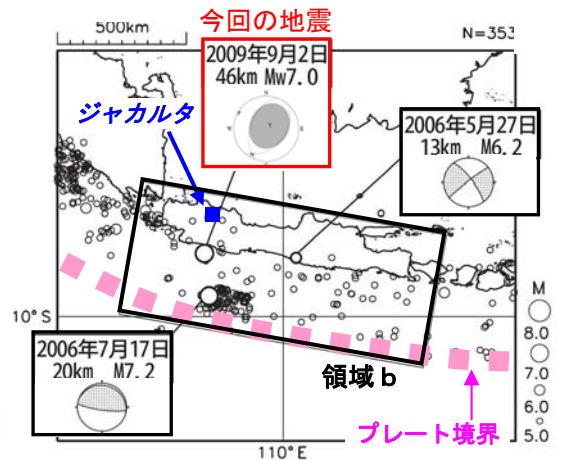 今回の地震
500km
N=353
2009年9月2日
46km Mw7.0
ジャカルタ
2006年5月27日
13km M6.2
10°S
2006年7月17日
20km M7.2
領域b
プレート境界
110°E
M
8.0
7.0
6.0
5.0